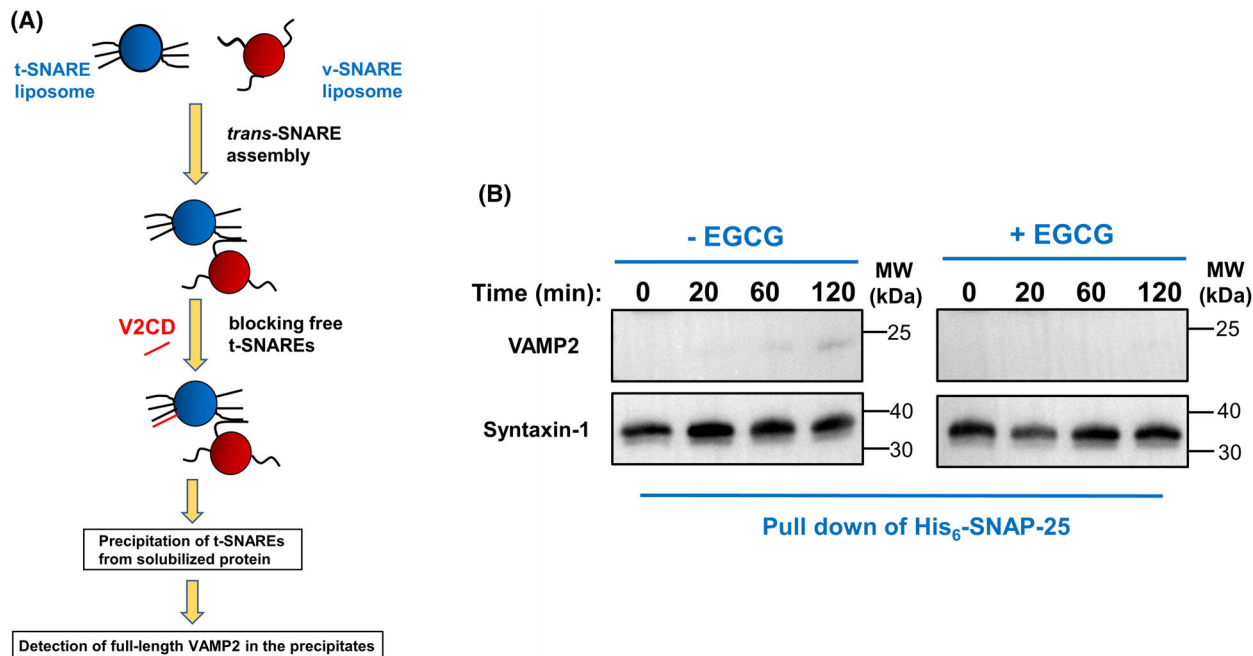 (A)
t-SNARE
liposome
v-SNARE
liposome
trans-SNARE
assembly
V2CD
blocking free
t-SNAREs
Precipitation of t-SNAREs
from solubilized protein
Detection of full-length VAMP2 in the precipitates
(B)
- EGCG
+ EGCG
Time (min): 0 20 60 120 MW (kDa) 0 20 60 120 MW (kDa)
VAMP2 25 25
Syntaxin-1 40 30 40 30
Pull down of His6-SNAP-25